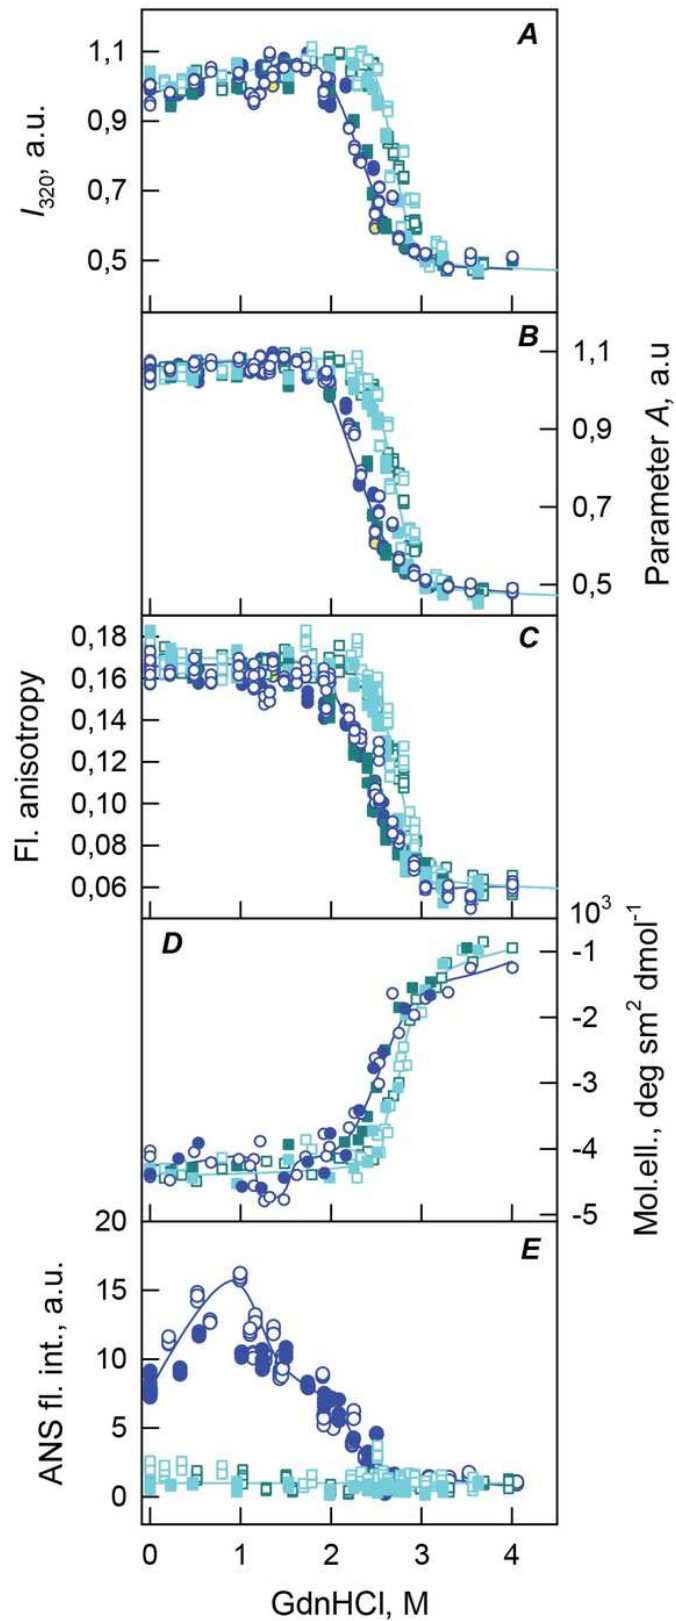 A
1,1
0,9
0,7
0,5
I320, a.u.
B
1,1
0,9
0,7
0,5
Parameter A, a.u
C
0,18
0,16
0,14
0,12
0,10
0,08
0,06
Fl. anisotropy
10³
D
-1
-2
-3
-4
-5
Mol.ell., deg sm² dmol⁻¹
E
20
15
10
5
0
ANS fl. int., a.u.
0 1 2 3 4
GdnHCl, M